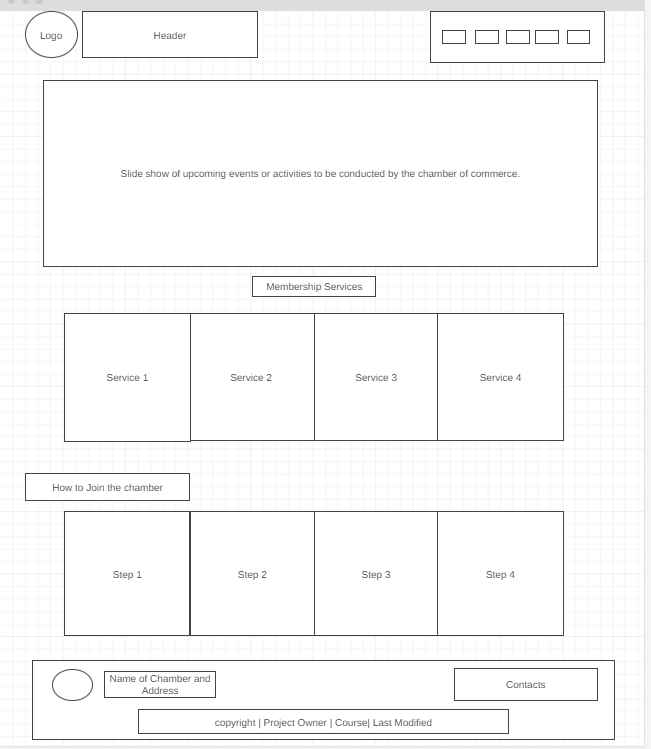 Logo
Header
Slide show of upcoming events or activities to be conducted by the chamber of commerce.
Membership Services
Service 1
Service 2
Service 3
Service 4
How to Join the chamber
Step 1
Step 2
Step 3
Step 4
Name of Chamber and
Address
Contacts
copyright | Project Owner | Course| Last Modified